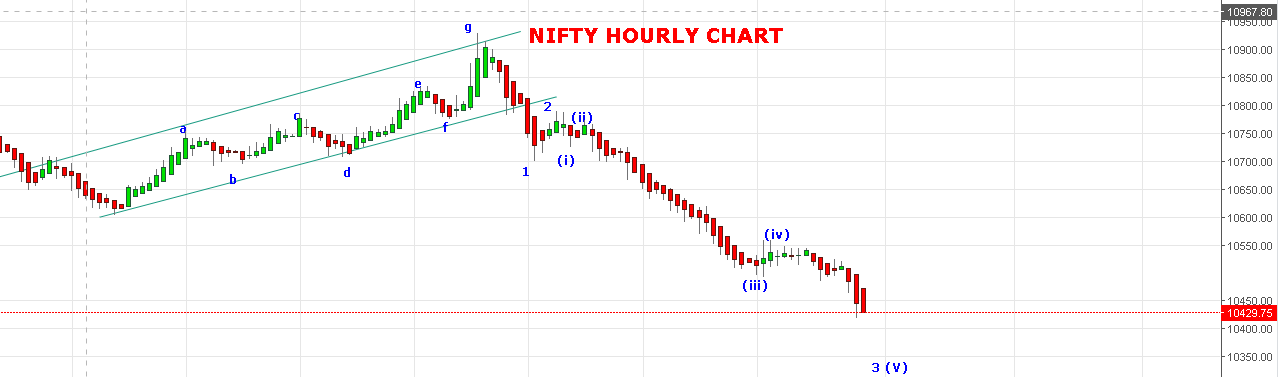 NIFTY HOURLY CHART
g
e
c
a
f
b
d
2
(ii)
(i)
1
(iv)
(iii)
3 (V)
10967.80
10950.00
10900.00
10850.00
10800.00
10750.00
10700.00
10650.00
10600.00
10550.00
10450.00
10429.75
10400.00
10350.00